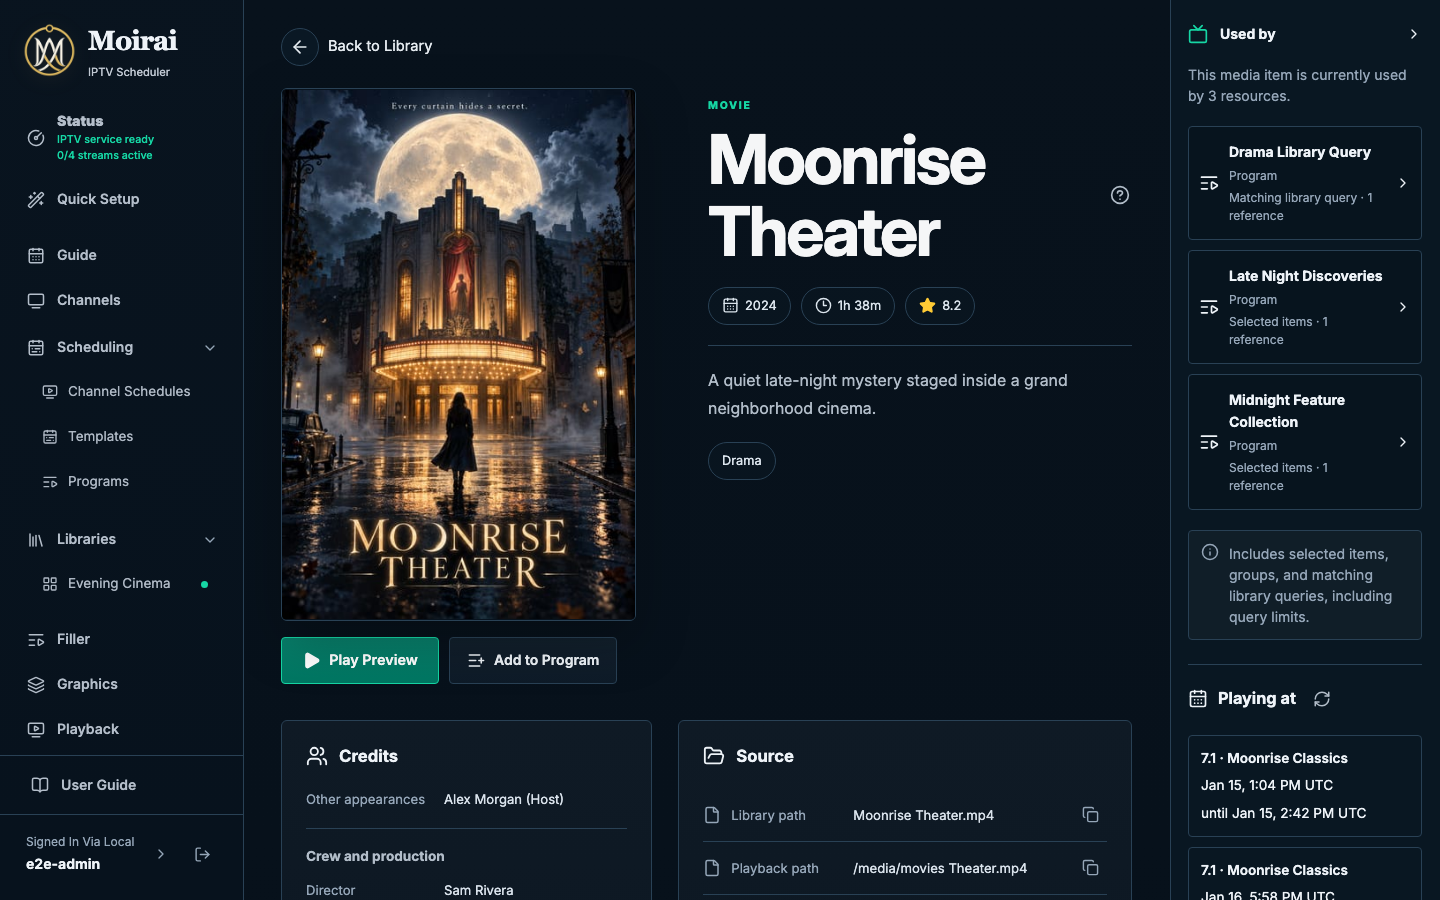 Moirai
IPTV Scheduler
Status
IPTV service ready
0/4 streams active
Quick Setup
Guide
Channels
Scheduling
Channel Schedules
Templates
Programs
Libraries
Evening Cinema
Filler
Graphics
Playback
User Guide
Signed In Via Local
e2e-admin
Back to Library
Every curtain hides a secret.
MOONRISE
THEATER
Play Preview
Add to Program
MOVIE
Moonrise
Theater
2024
1h 38m
8.2
A quiet late-night mystery staged inside a grand
neighborhood cinema.
Drama
Credits
Other appearances
Alex Morgan (Host)
Crew and production
Director
Sam Rivera
Source
Library path
Moonrise Theater.mp4
Playback path
/media/movies Theater.mp4
Used by
This media item is currently used
by 3 resources.
Drama Library Query
Program
Matching library query · 1
reference
Late Night Discoveries
Program
Selected items · 1
reference
Midnight Feature
Collection
Program
Selected items · 1
reference
Includes selected items,
groups, and matching
library queries, including
query limits.
Playing at
7.1 · Moonrise Classics
Jan 15, 1:04 PM UTC
until Jan 15, 2:42 PM UTC
7.1 · Moonrise Classics
Jan 16, 5:58 PM UTC